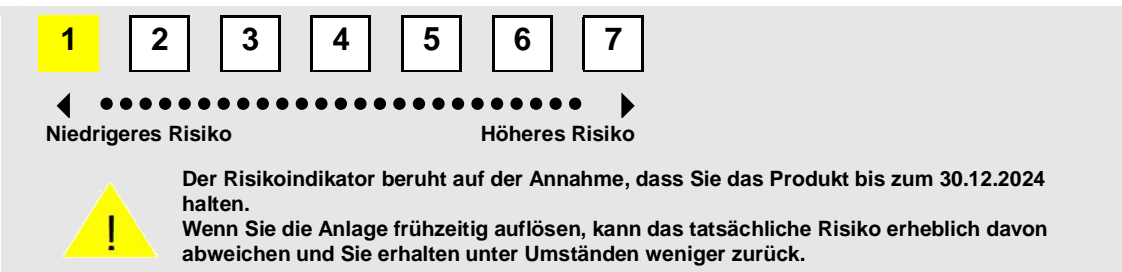 1 2 3 4 5 6 7
Niedrigeres Risiko Höheres Risiko
Der Risikoindikator beruht auf der Annahme, dass Sie das Produkt bis zum 30.12.2024
halten.
Wenn Sie die Anlage frühzeitig auflösen, kann das tatsächliche Risiko erheblich davon
abweichen und Sie erhalten unter Umständen weniger zurück.
!